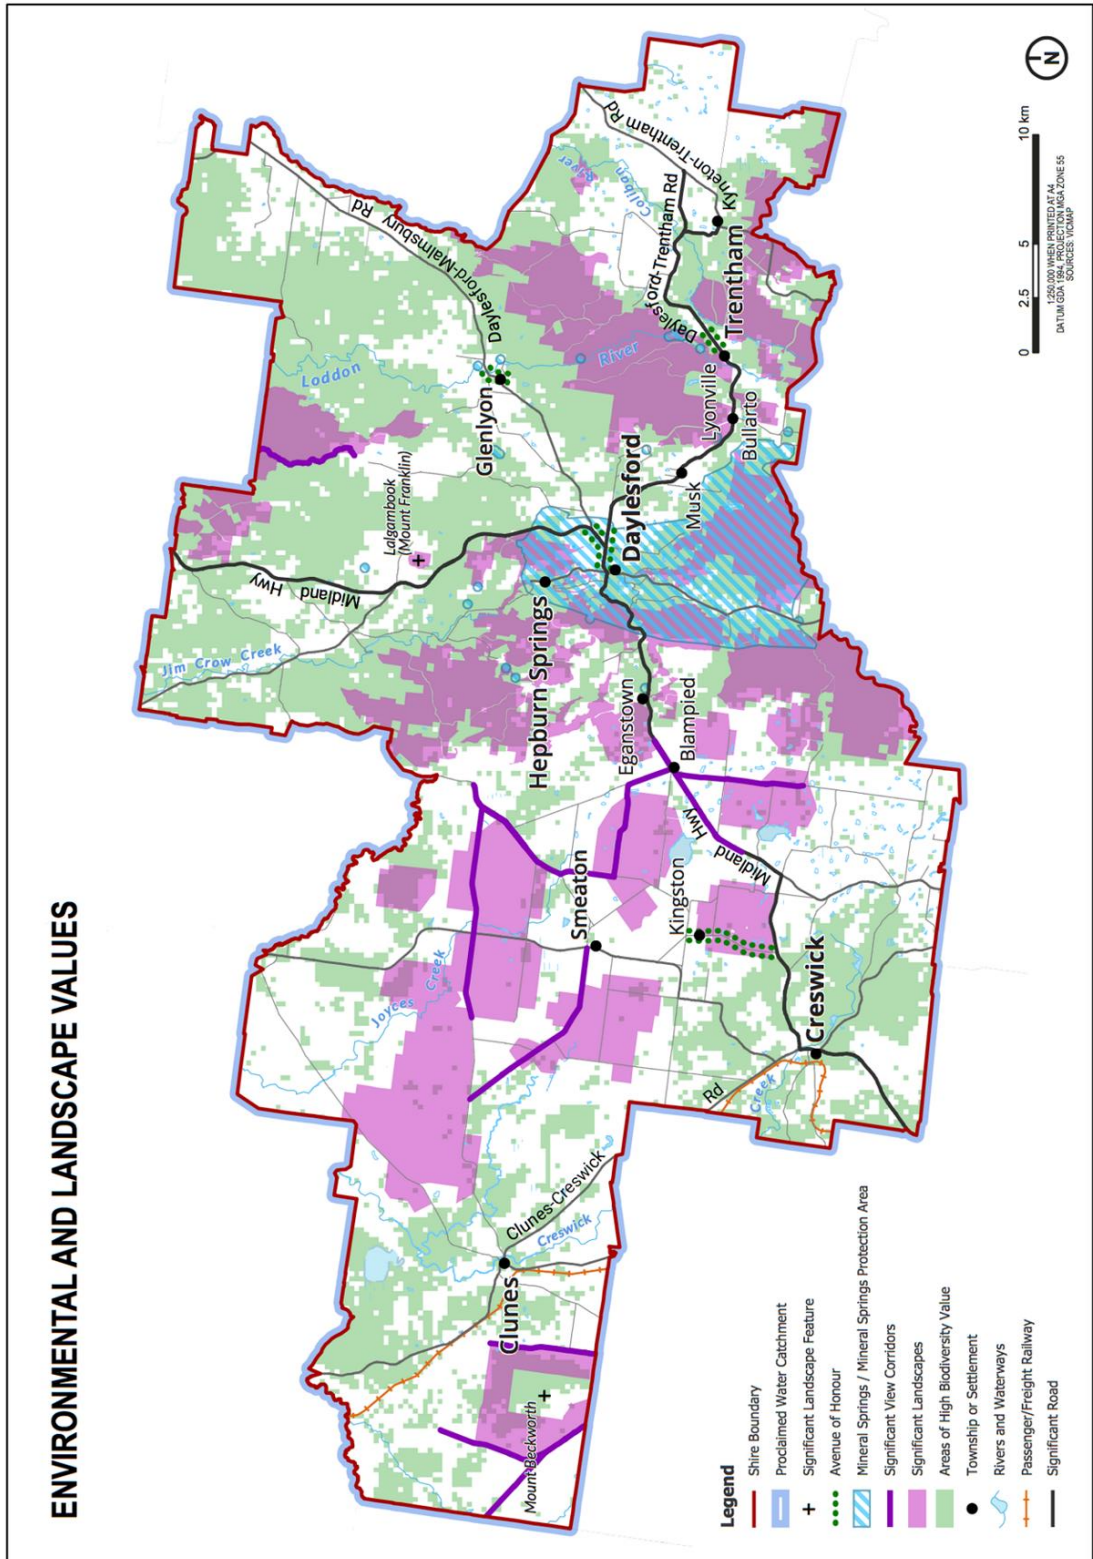 ENVIRONMENTAL AND LANDSCAPE VALUES
Jim Crow Creek
Midland
Hwy
Lalgambook
(Mount Franklin)
Loddon
River
Daylesford-Malmsbury
Rd
Glenlyon
Hepburn Springs
Daylesford
Eganstown
Blampied
Musk
Bullarto
Lyonville
Trentham
Daylesford-Trentham Rd
Kyneton-Trentham Rd
Coliban
River
Joyces Creek
Smeaton
Kingston
Midland
Hwy
Creswick
Rd
Creek
Clunes-Creswick
Creswick
Clunes
Mount Beckworth
Legend
Shire Boundary
Proclaimed Water Catchment
Significant Landscape Feature
Avenue of Honour
Mineral Springs / Mineral Springs Protection Area
Significant View Corridors
Significant Landscapes
Areas of High Biodiversity Value
Township or Settlement
Rivers and Waterways
Passenger/Freight Railway
Significant Road
N
0 2.5 5 10 km
1:250,000 WHEN PRINTED AT A4
DATUM GDA 1994, PROJECTION MGA ZONE 55
SOURCES: VICMAP